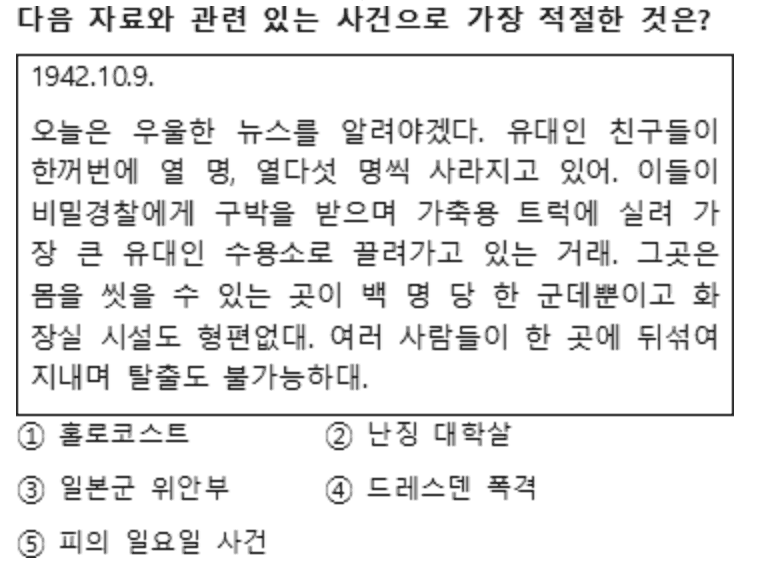 다음 자료와 관련 있는 사건으로 가장 적절한 것은?
1942.10.9.
오늘은 우울한 뉴스를 알려야겠다. 유대인 친구들이
한꺼번에 열 명, 열다섯 명씩 사라지고 있어. 이들이
비밀경찰에게 구박을 받으며 가축용 트럭에 실려 가
장 큰 유대인 수용소로 끌려가고 있는 거래. 그곳은
몸을 씻을 수 있는 곳이 백 명 당 한 군데뿐이고 화
장실 시설도 형편없대. 여러 사람들이 한 곳에 뒤섞여
지내며 탈출도 불가능하대.
① 홀로코스트 ② 난징 대학살
③ 일본군 위안부 ④ 드레스덴 폭격
⑤ 피의 일요일 사건